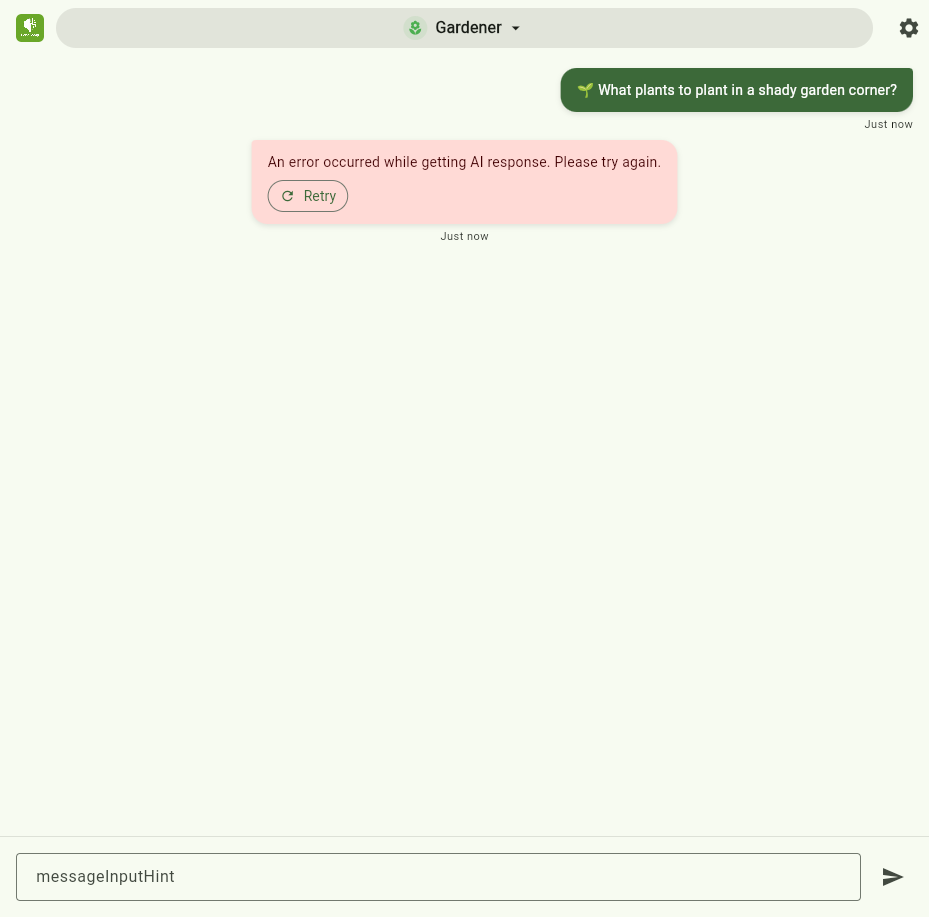 Gardener
🌱 What plants to plant in a shady garden corner?
Just now
An error occurred while getting AI response. Please try again.
Retry
Just now
messageInputHint